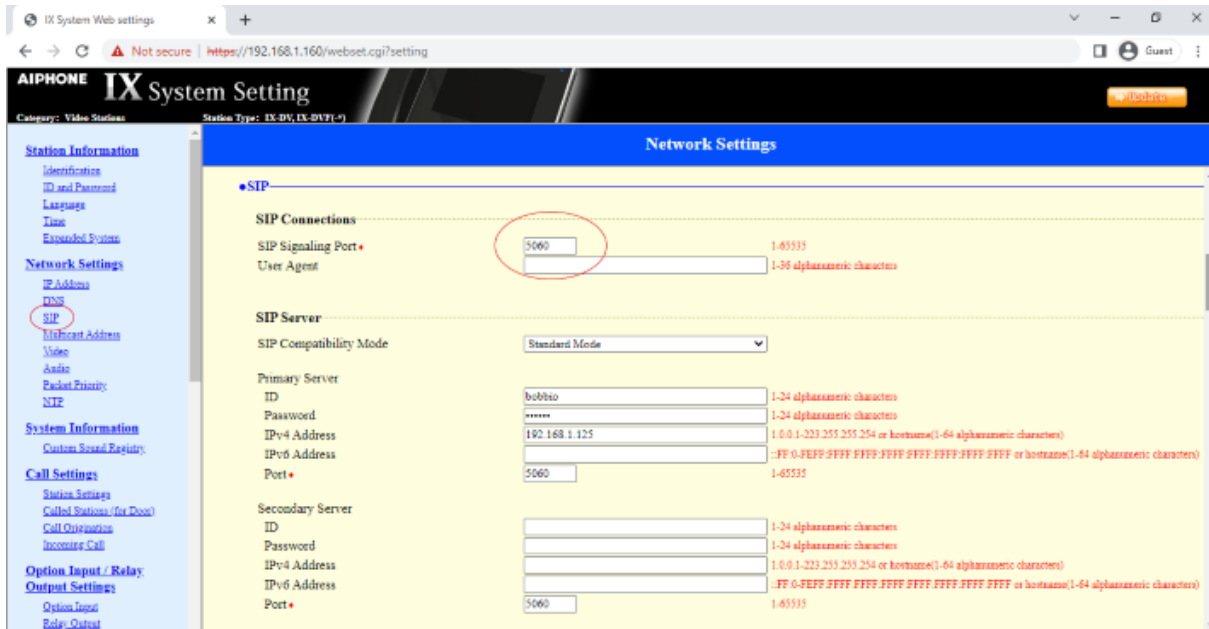 IX System Web settings
Not secure https://192.168.1.160/webset.cgi?setting
Guest
AIPHONE IX System Setting
Update
Category: Video Stations
Station Type: IX-DV, IX-DVF(-*)
Network Settings
Station Information
Identification
ID and Password
Language
Time
Expanded System
Network Settings
IP Address
DNS
SIP
Multicast Address
Video
Audio
Packet Priority
NTP
System Information
Custom Sound Registry
Call Settings
Station Settings
Called Stations (for Door)
Call Origination
Incoming Call
Option Input / Relay
Output Settings
Option Input
Relay Output
●SIP
SIP Connections
SIP Signaling Port♦ 5060 1-65535
User Agent 1-36 alphanumeric characters
SIP Server
SIP Compatibility Mode Standard Mode
Primary Server
ID bobbio 1-24 alphanumeric characters
Password •••••• 1-24 alphanumeric characters
IPv4 Address 192.168.1.125 1.0.0.1-223.255.255.254 or hostname(1-64 alphanumeric characters)
IPv6 Address ::FF:0-FEFF:FFFF:FFFF:FFFF:FFFF:FFFF:FFFF:FFFF or hostname(1-64 alphanumeric characters)
Port♦ 5060 1-65535
Secondary Server
ID 1-24 alphanumeric characters
Password 1-24 alphanumeric characters
IPv4 Address 1.0.0.1-223.255.255.254 or hostname(1-64 alphanumeric characters)
IPv6 Address ::FF:0-FEFF:FFFF:FFFF:FFFF:FFFF:FFFF:FFFF:FFFF or hostname(1-64 alphanumeric characters)
Port♦ 5060 1-65535